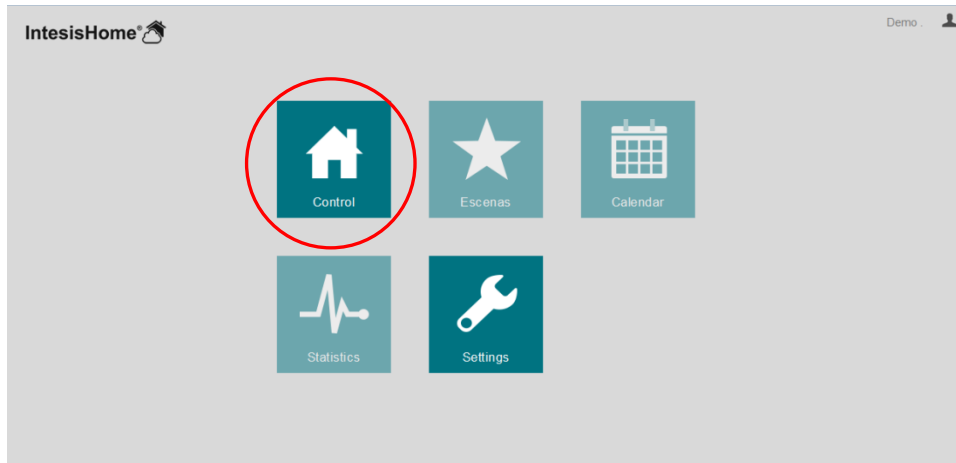 IntesisHome®
Demo .
Control
Escenas
Calendar
Statistics
Settings